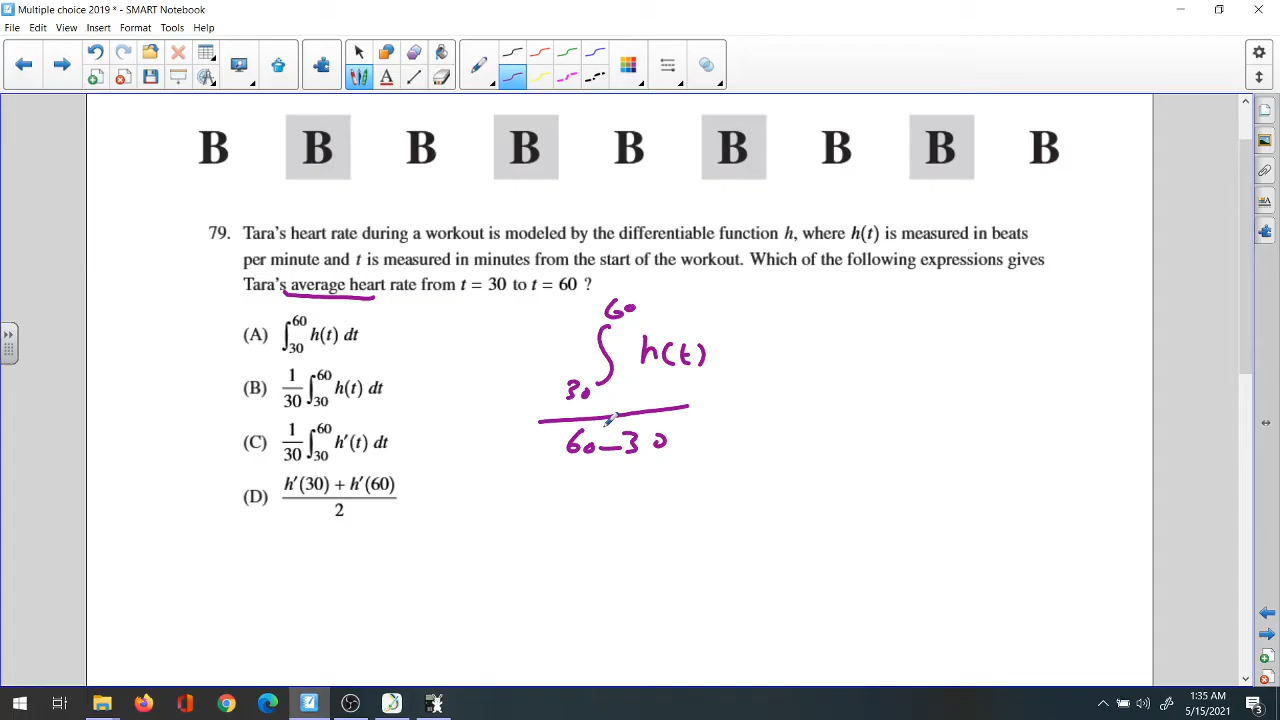 Multiple choice 2019 * - SMART Notebook
File Edit View Insert Format Tools Help
B B B B B B B B B
79. Tara's heart rate during a workout is modeled by the differentiable function h, where h(t) is measured in beats
per minute and t is measured in minutes from the start of the workout. Which of the following expressions gives
Tara's average heart rate from t = 30 to t = 60 ?
(A) ∫₃₀⁶⁰ h(t) dt
(B) 1/30 ∫₃₀⁶⁰ h(t) dt
(C) 1/30 ∫₃₀⁶⁰ h′(t) dt
(D) h′(30) + h′(60) / 2
60
∫ h(t)
30
60-30
1:35 AM
5/15/2021
3